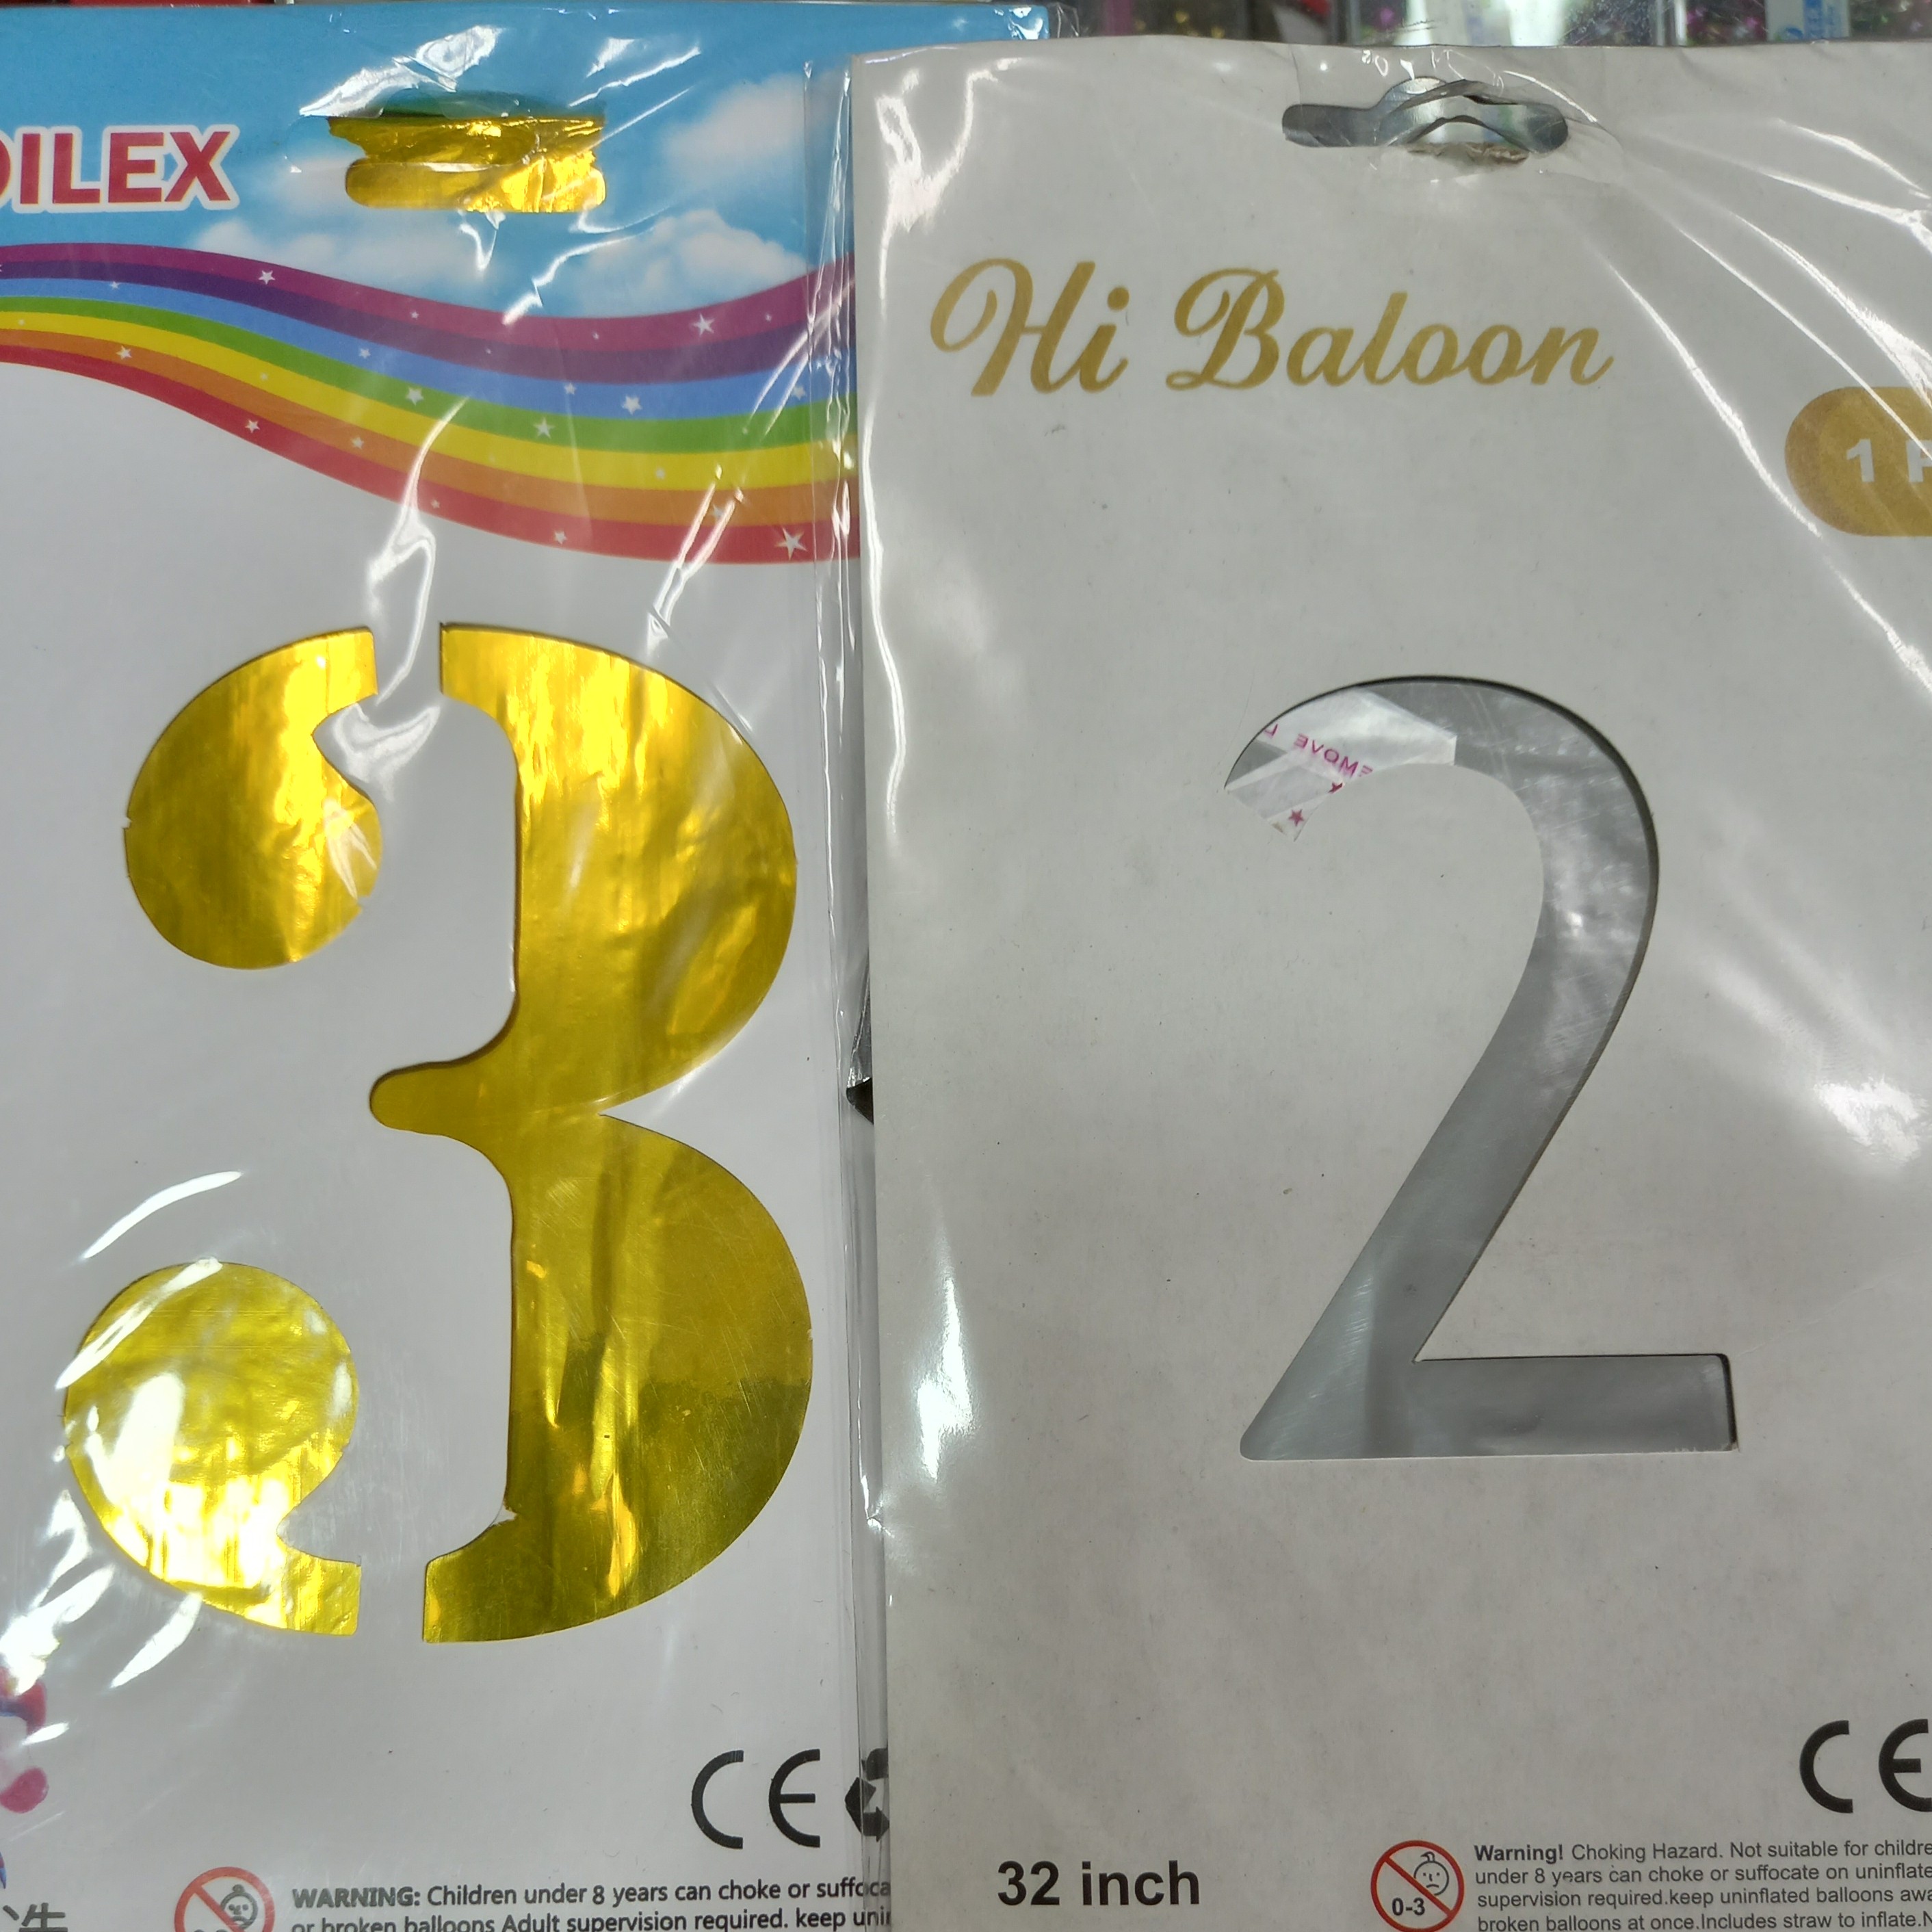 OILEX
3
CE
WARNING: Children under 8 years can choke or suffoca
or broken balloons Adult supervision required. keep unin
Hi Baloon
1
EMOVE
2
CE
32 inch
0-3
Warning! Choking Hazard. Not suitable for childre
under 8 years can choke or suffocate on uninflate
supervision required.keep uninflated balloons awa
broken balloons at once.Includes straw to inflate.N